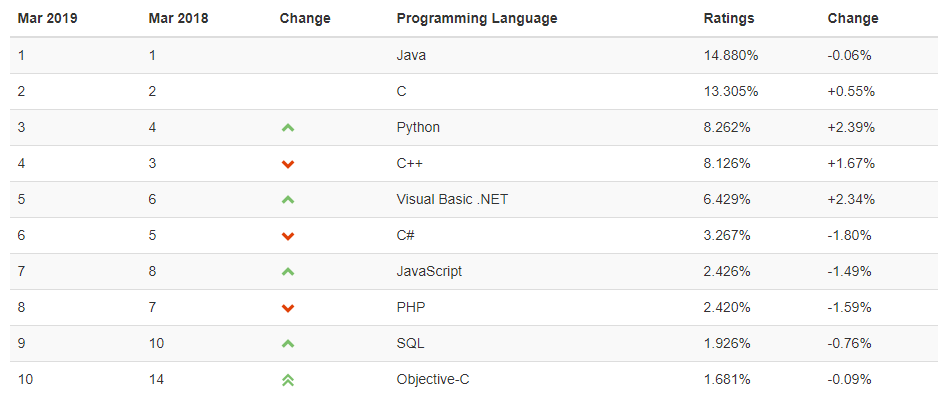 Mar 2019 Mar 2018 Change Programming Language Ratings Change
1 1 Java 14.880% -0.06%
2 2 C 13.305% +0.55%
3 4 Python 8.262% +2.39%
4 3 C++ 8.126% +1.67%
5 6 Visual Basic .NET 6.429% +2.34%
6 5 C# 3.267% -1.80%
7 8 JavaScript 2.426% -1.49%
8 7 PHP 2.420% -1.59%
9 10 SQL 1.926% -0.76%
10 14 Objective-C 1.681% -0.09%